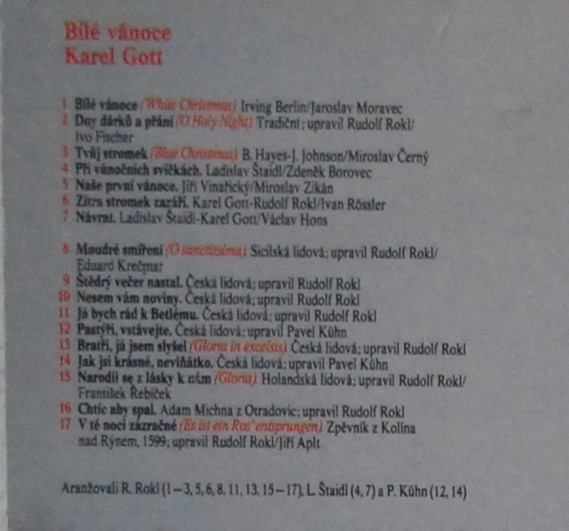 Bílé vánoce
Karel Gott
1 Bílé vánoce (White Christmas) Irving Berlin/Jaroslav Moravec
2 Dny dárků a přání (O Holy Night) Tradiční; upravil Rudolf Rokl/
Ivo Fischer
3 Tvůj stromek (Blue Christmas) B. Hayes-J. Johnson/Miroslav Černý
4 Při vánočních svíčkách. Ladislav Štaidl/Zdeněk Borovec
5 Naše první vánoce. Jiří Vinařický/Miroslav Zikán
6 Zítra stromek zazáří. Karel Gott-Rudolf Rokl/Ivan Rössler
7 Návrat. Ladislav Štaidl-Karel Gott/Václav Hons
8 Moudré smíření (O sanctissima) Sicilská lidová; upravil Rudolf Rokl/
Eduard Krečmar
9 Štědrý večer nastal. Česká lidová; upravil Rudolf Rokl
10 Nesem vám noviny. Česká lidová; upravil Rudolf Rokl
11 Já bych rád k Betlému. Česká lidová; upravil Rudolf Rokl
12 Pastýři, vstávejte. Česká lidová; upravil Pavel Kühn
13 Bratři, já jsem slyšel (Gloria in excelsis) Česká lidová; upravil Rudolf Rokl
14 Jak jsi krásné, neviňátko. Česká lidová; upravil Pavel Kühn
15 Narodil se z lásky k nám (Gloria) Holandská lidová; upravil Rudolf Rokl/
František Řebíček
16 Chtíc aby spal. Adam Michna z Otradovic; upravil Rudolf Rokl
17 V té noci zázračné (Es ist ein Ros' entsprungen) Zpěvník z Kolína
nad Rýnem, 1599; upravil Rudolf Rokl/Jiří Aplt
Aranžovali R. Rokl (1–3, 5, 6, 8, 11, 13, 15–17), L. Štaidl (4, 7) a P. Kühn (12, 14)